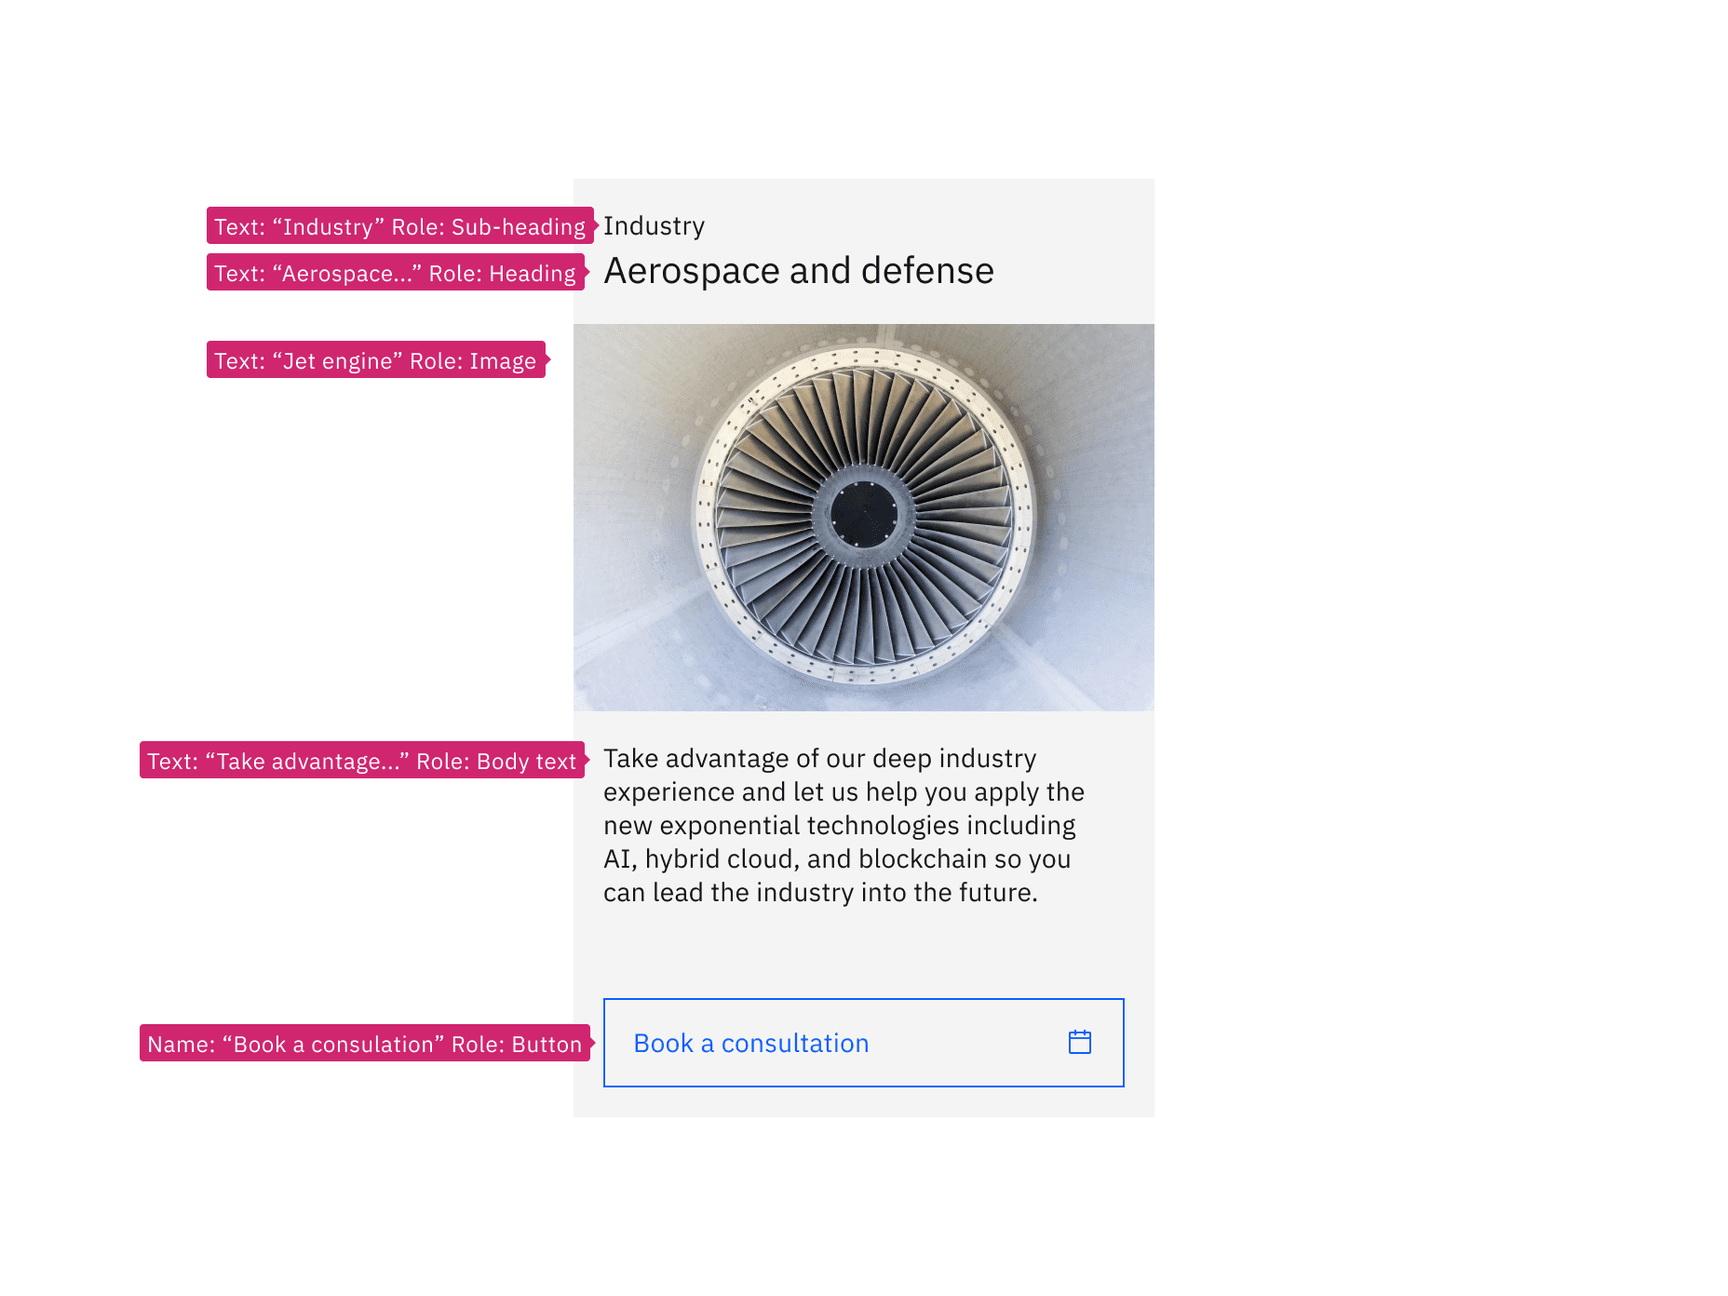 Text: “Industry” Role: Sub-heading
Industry
Text: “Aerospace...” Role: Heading
Aerospace and defense
Text: “Jet engine” Role: Image
Text: “Take advantage...” Role: Body text
Take advantage of our deep industry
experience and let us help you apply the
new exponential technologies including
AI, hybrid cloud, and blockchain so you
can lead the industry into the future.
Name: “Book a consulation” Role: Button
Book a consultation